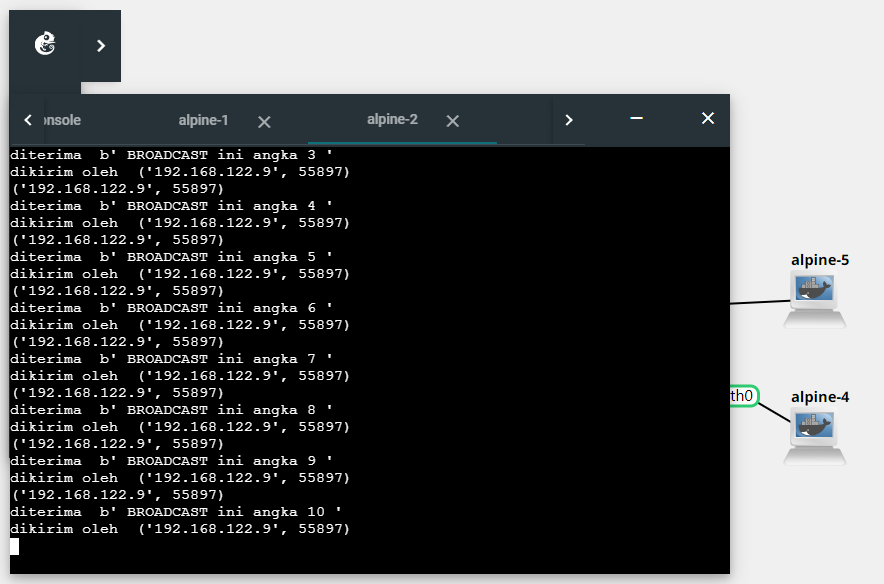 onsole
alpine-1
alpine-2
diterima  b' BROADCAST ini angka 3 '
dikirim oleh  ('192.168.122.9', 55897)
('192.168.122.9', 55897)
diterima  b' BROADCAST ini angka 4 '
dikirim oleh  ('192.168.122.9', 55897)
('192.168.122.9', 55897)
diterima  b' BROADCAST ini angka 5 '
dikirim oleh  ('192.168.122.9', 55897)
('192.168.122.9', 55897)
diterima  b' BROADCAST ini angka 6 '
dikirim oleh  ('192.168.122.9', 55897)
('192.168.122.9', 55897)
diterima  b' BROADCAST ini angka 7 '
dikirim oleh  ('192.168.122.9', 55897)
('192.168.122.9', 55897)
diterima  b' BROADCAST ini angka 8 '
dikirim oleh  ('192.168.122.9', 55897)
('192.168.122.9', 55897)
diterima  b' BROADCAST ini angka 9 '
dikirim oleh  ('192.168.122.9', 55897)
('192.168.122.9', 55897)
diterima  b' BROADCAST ini angka 10 '
dikirim oleh  ('192.168.122.9', 55897)
alpine-5
th0
alpine-4